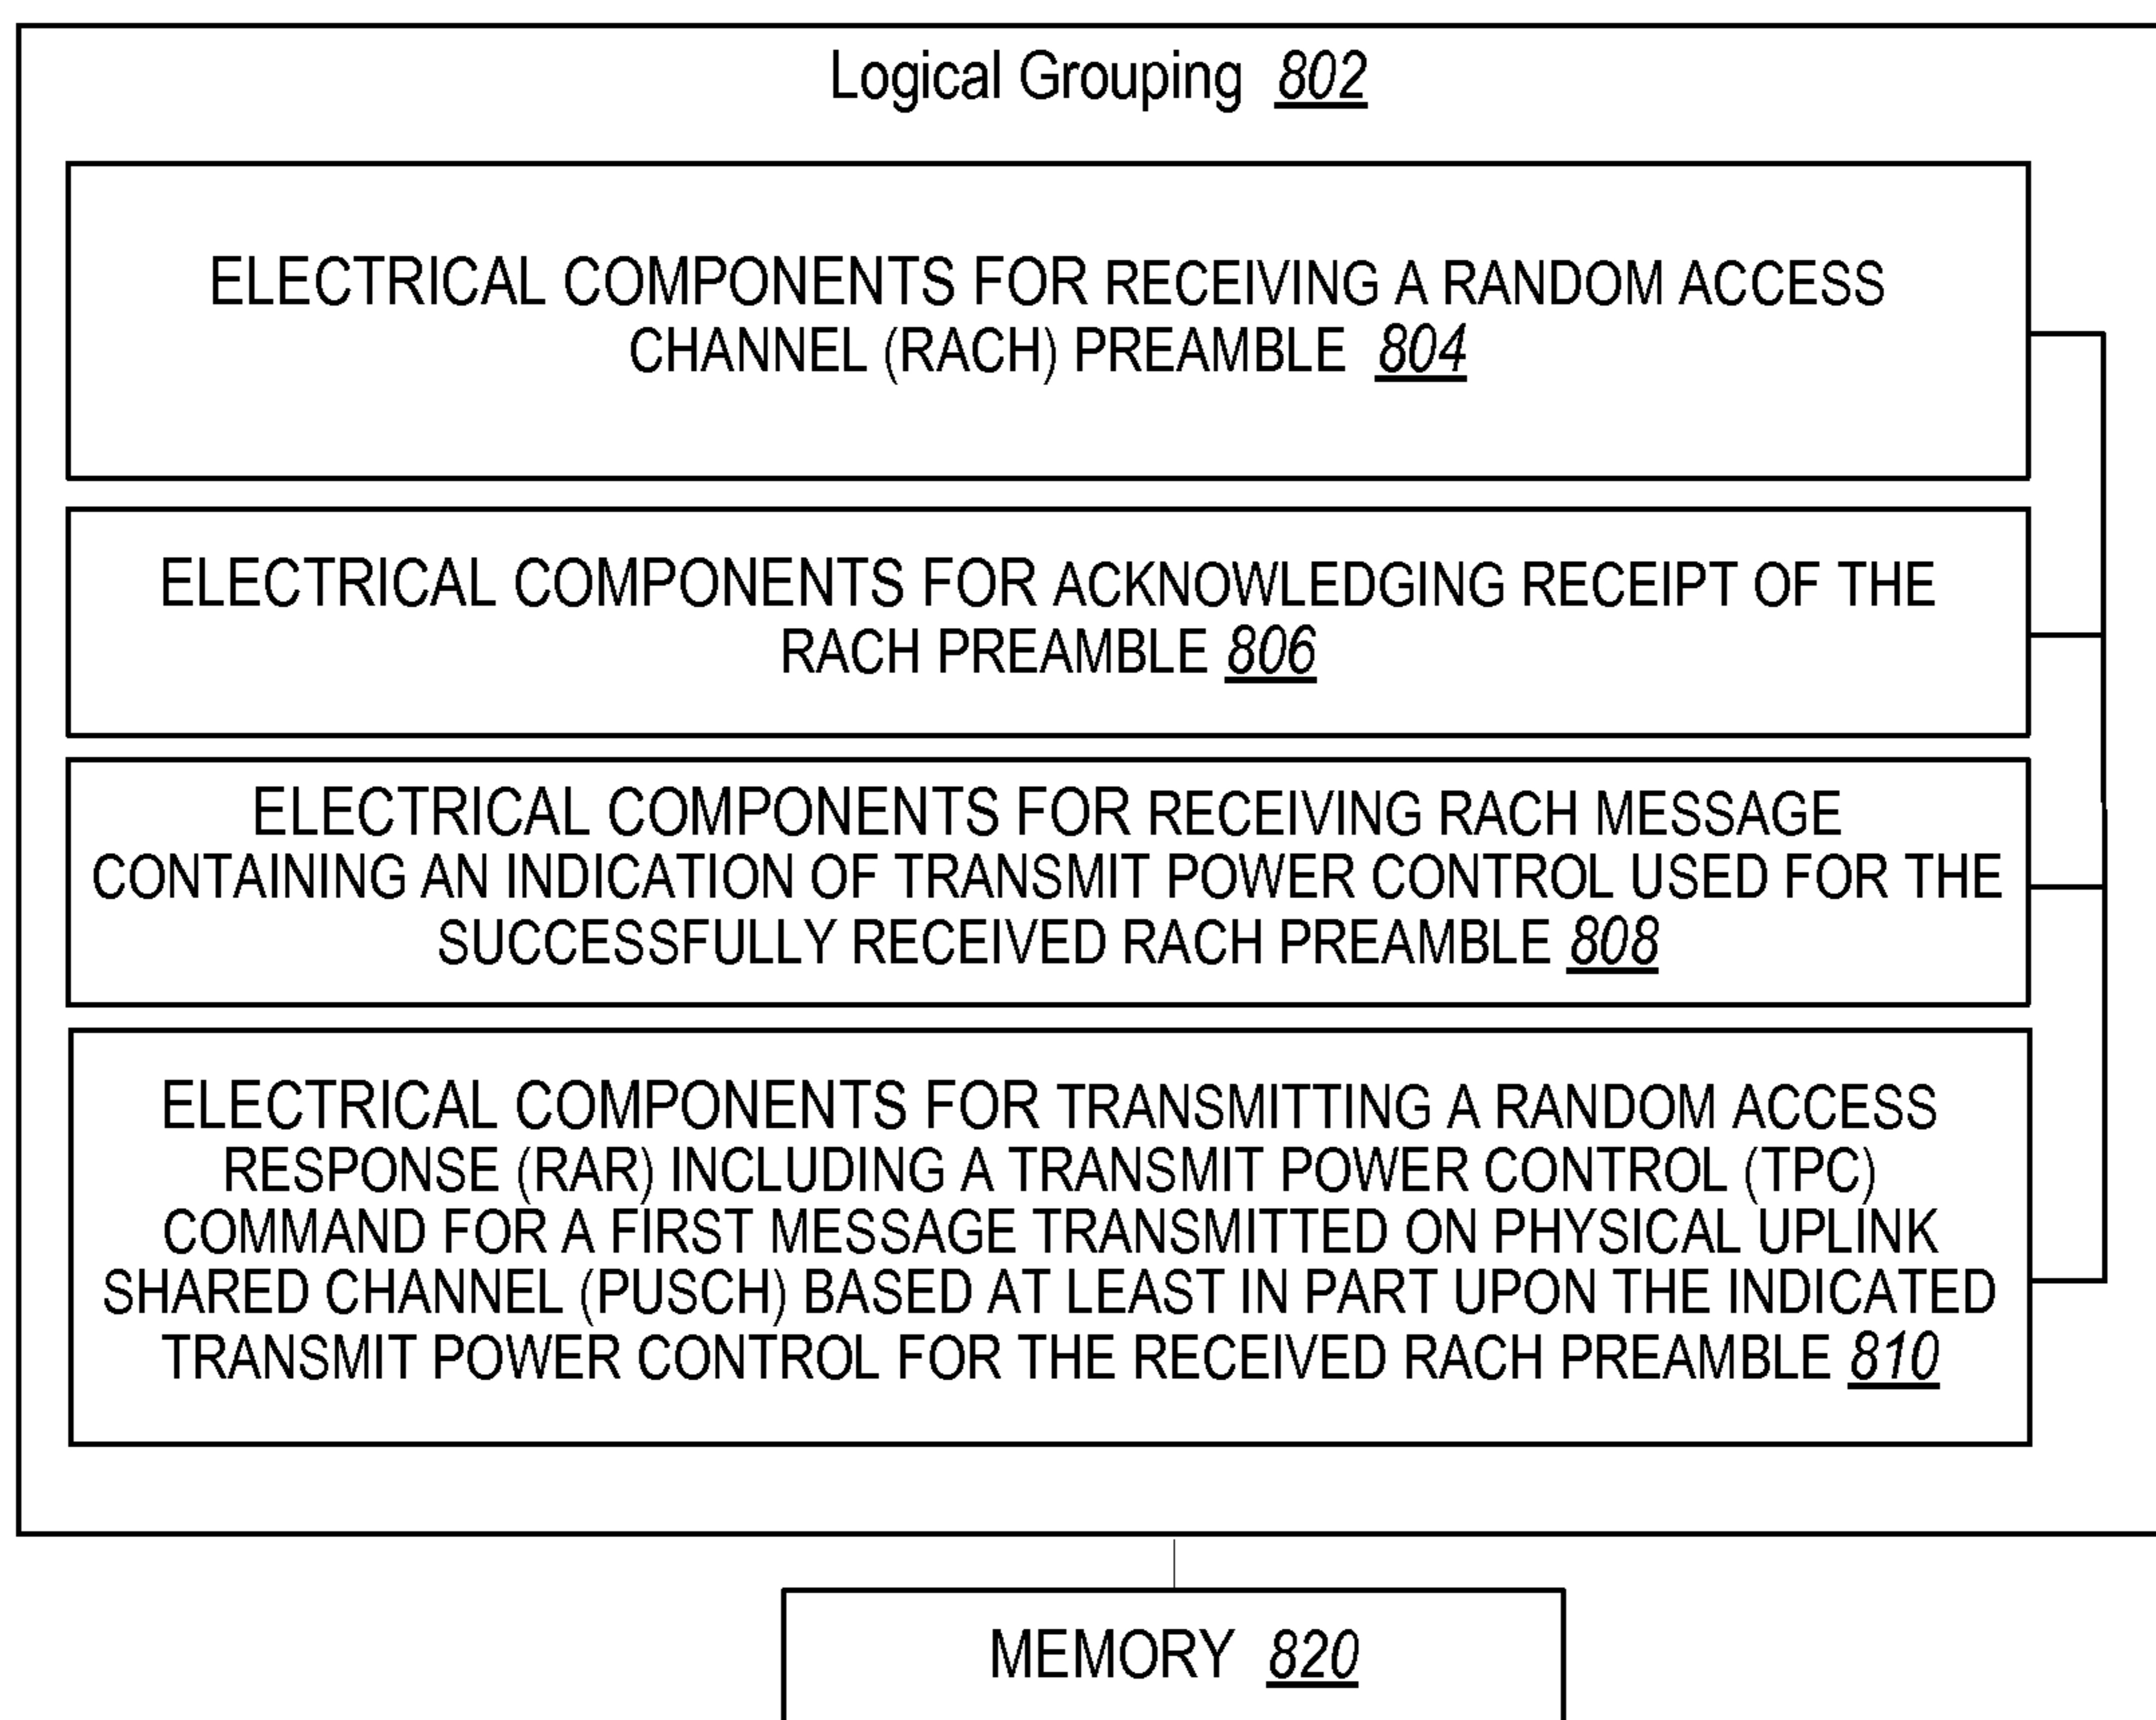 Logical Grouping 802
ELECTRICAL COMPONENTS FOR RECEIVING A RANDOM ACCESS
CHANNEL (RACH) PREAMBLE 804
ELECTRICAL COMPONENTS FOR ACKNOWLEDGING RECEIPT OF THE
RACH PREAMBLE 806
ELECTRICAL COMPONENTS FOR RECEIVING RACH MESSAGE
CONTAINING AN INDICATION OF TRANSMIT POWER CONTROL USED FOR THE
SUCCESSFULLY RECEIVED RACH PREAMBLE 808
ELECTRICAL COMPONENTS FOR TRANSMITTING A RANDOM ACCESS
RESPONSE (RAR) INCLUDING A TRANSMIT POWER CONTROL (TPC)
COMMAND FOR A FIRST MESSAGE TRANSMITTED ON PHYSICAL UPLINK
SHARED CHANNEL (PUSCH) BASED AT LEAST IN PART UPON THE INDICATED
TRANSMIT POWER CONTROL FOR THE RECEIVED RACH PREAMBLE 810
MEMORY 820